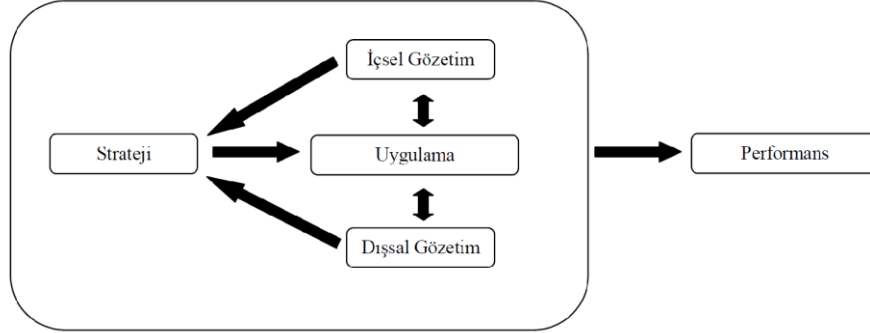 İçsel Gözetim
Strateji
Uygulama
Performans
Dışsal Gözetim